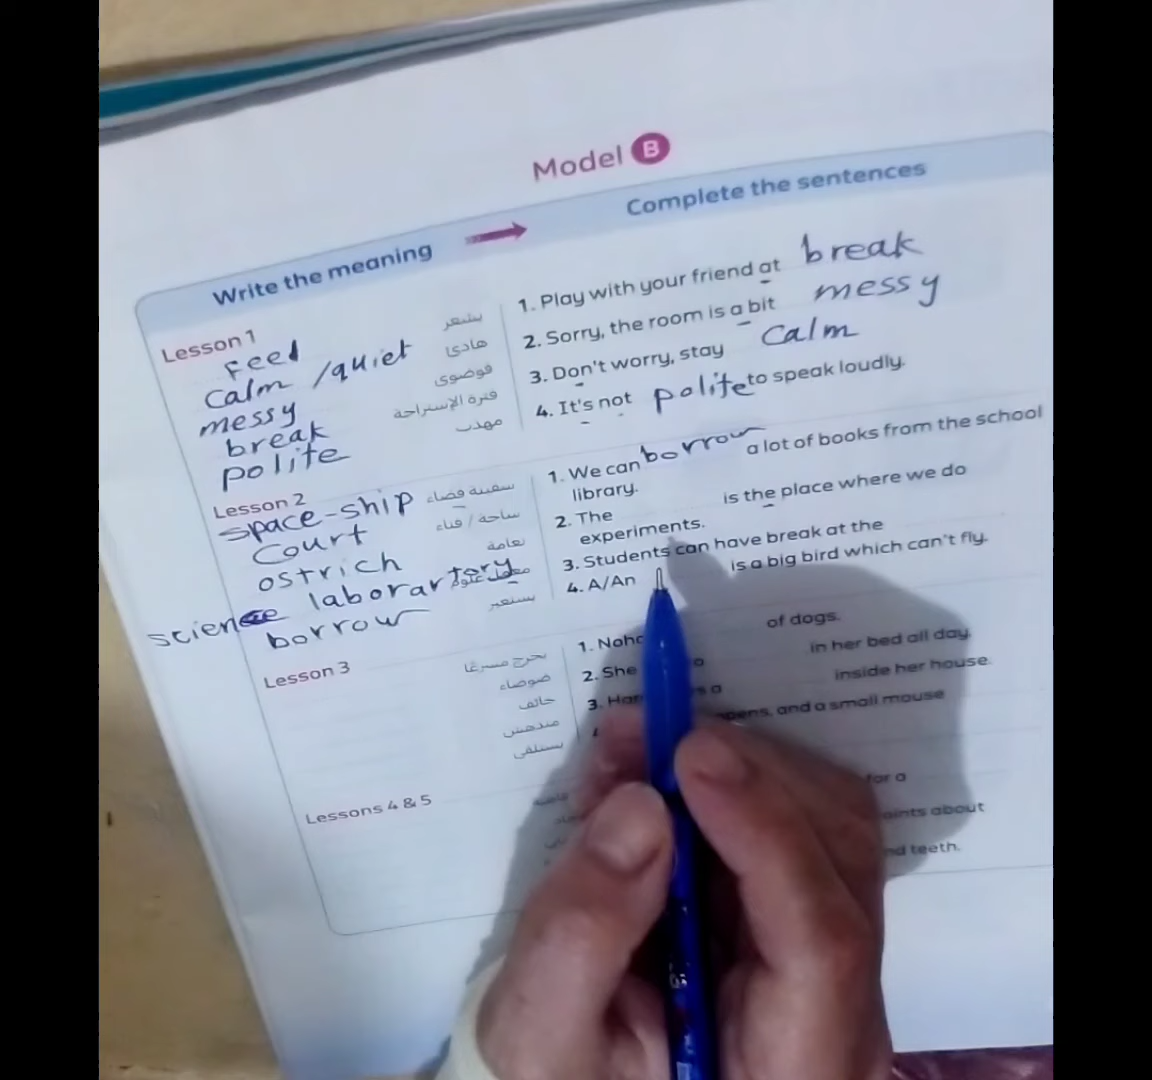 Model B
Write the meaning
Complete the sentences
Lesson 1
Feel يشعر
calm /quiet هادئ
messy فوضوى
break فترة الإستراحة
polite مهذب
1. Play with your friend at break
2. Sorry, the room is a bit messy
3. Don't worry, stay calm
4. It's not polite to speak loudly.
Lesson 2
space-ship سفينة فضاء
Court ساحة / فناء
ostrich نعامة
science laborartory معمل علوم
borrow يستعير
1. We can borrow a lot of books from the school
library.
2. The is the place where we do
experiments.
3. Students can have break at the
4. A/An is a big bird which can't fly.
Lesson 3
يخرج مسرعًا
ضوضاء
خائف
مندهش
يستلقى
1. Noh of dogs.
2. She a in her bed all day.
3. Ha s a inside her house.
pens, and a small mouse
Lessons 4 & 5
for a
oints about
nd teeth.